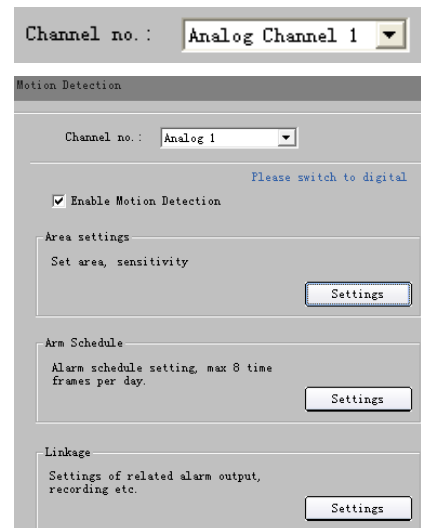 Channel no.: Analog Channel 1
Motion Detection
Channel no.: Analog 1
Please switch to digital
Enable Motion Detection
Area settings
Set area, sensitivity
Settings
Arm Schedule
Alarm schedule setting, max 8 time
frames per day.
Settings
Linkage
Settings of related alarm output,
recording etc.
Settings